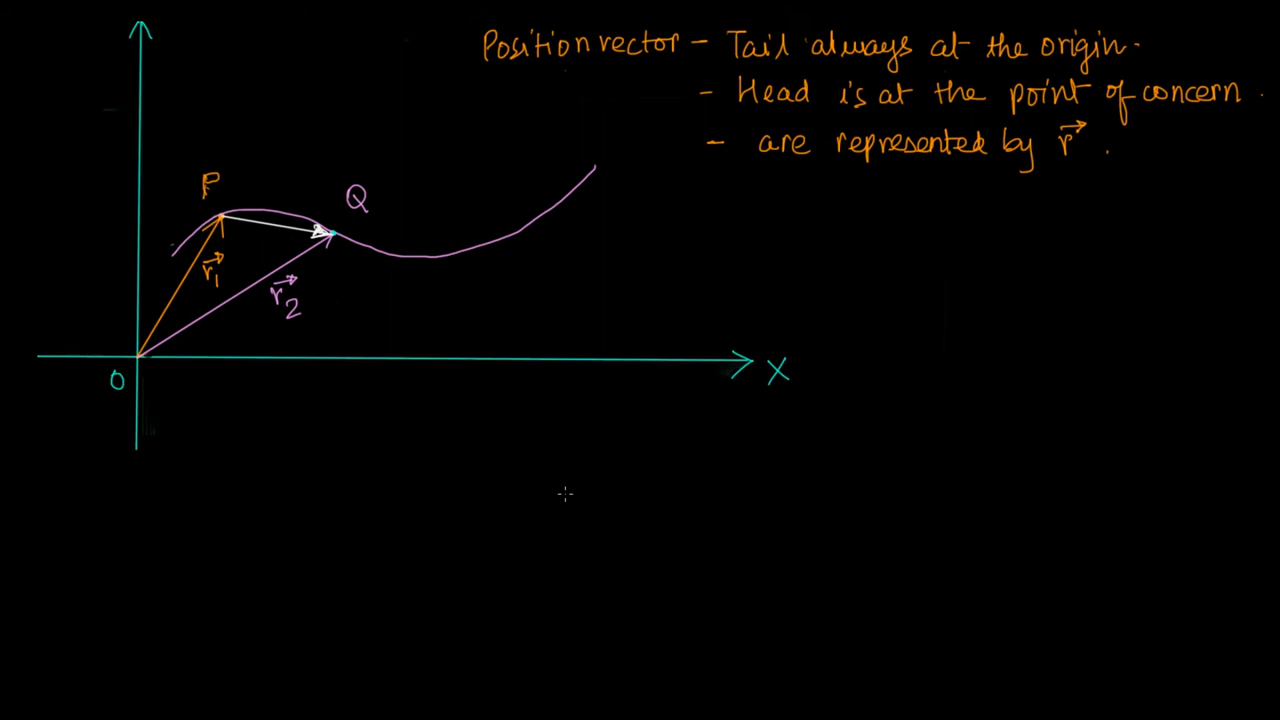 Position vector - Tail always at the origin.
- Head is at the point of concern.
- are represented by r⃗.
P
Q
r⃗₁
r⃗₂
O
X